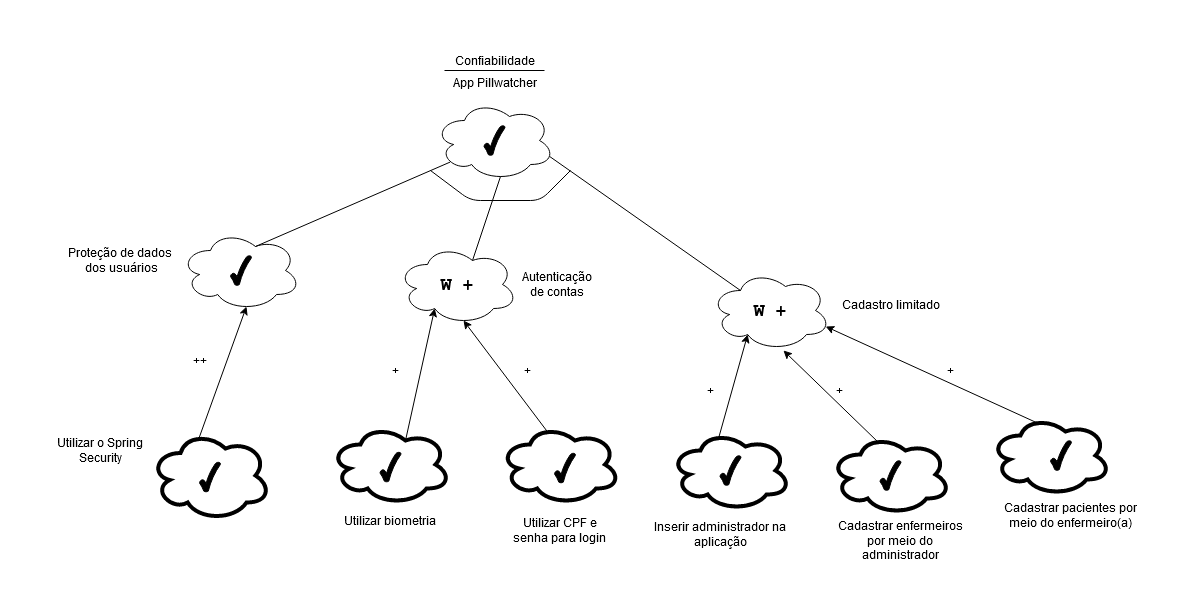 Confiabilidade
App Pillwatcher
Proteção de dados
dos usuários
W +
Autenticação
de contas
W +
Cadastro limitado
++
+
+
+
+
+
Utilizar o Spring
Security
Utilizar biometria
Utilizar CPF e
senha para login
Inserir administrador na
aplicação
Cadastrar enfermeiros
por meio do
administrador
Cadastrar pacientes por
meio do enfermeiro(a)